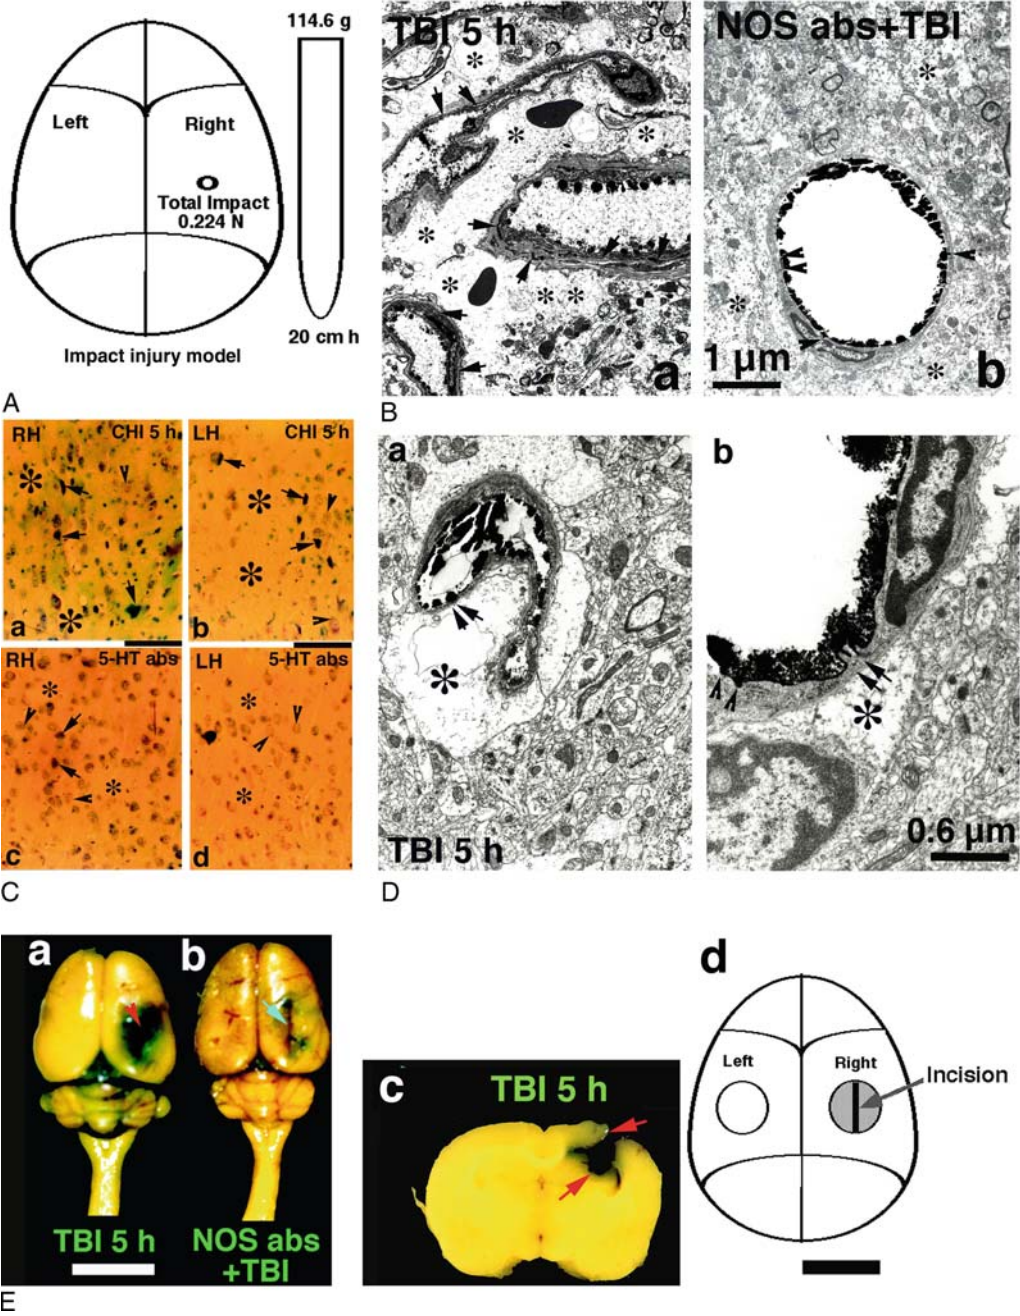 114.6 g
Left
Right
Total Impact
0.224 N
20 cm h
Impact injury model
A
TBI 5 h
a
NOS abs+TBI
1 µm
b
B
RH
CHI 5 h
a
LH
CHI 5 h
b
RH
5-HT abs
c
LH
5-HT abs
d
C
a
TBI 5 h
b
0.6 µm
D
a
TBI 5 h
b
NOS abs
+TBI
c
TBI 5 h
d
Left
Right
Incision
E